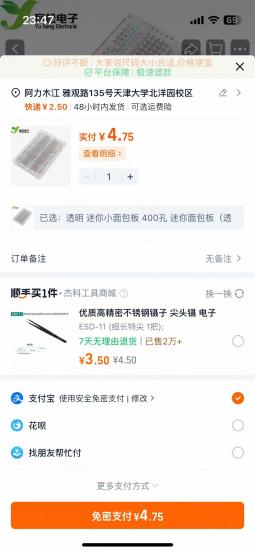 23:47
69
电子
Yu Song Electronic
好评不断 | 大家说尺码大小合适,价格便宜
平台保障 | 极速退款
阿力木江 雅观路135号天津大学北洋园校区
快递 ¥ 2.50 | 48小时内发货 | 可选运险
实付 ¥ 4.75
查看明细 >
- 1 +
已选: 透明 迷你小面包板 400孔 迷你面包板（透
订单备注
无备注 >
顺手买1件 · 杰科工具商城
换一换
优质高精密不锈钢镊子 尖头镊 电子
ESD-11 (细长特尖 1把);
7天无理由退货 | 已售2万+
¥3.50 ¥4.50
支付宝 使用安全免密支付 | 修改 >
花呗
找朋友帮忙付
更多支付方式
免密支付 ¥4.75